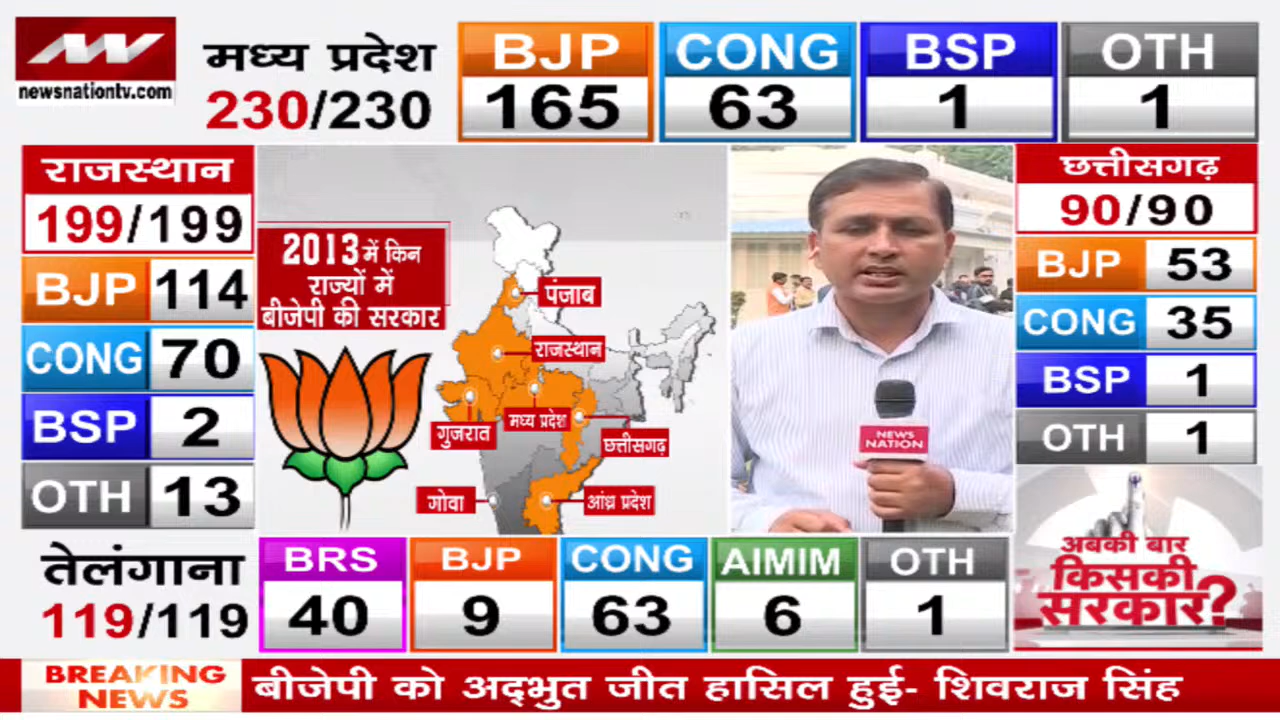 newsnationtv.com
मध्य प्रदेश
230/230
BJP
165
CONG
63
BSP
1
OTH
1
राजस्थान
199/199
BJP 114
CONG 70
BSP 2
OTH 13
2013 में किन
राज्यों में
बीजेपी की सरकार
पंजाब
राजस्थान
मध्य प्रदेश
गुजरात
छत्तीसगढ़
गोवा
आंध्र प्रदेश
NEWS
NATION
छत्तीसगढ़
90/90
BJP 53
CONG 35
BSP 1
OTH 1
अबकी बार
किसकी
सरकार?
तेलंगाना
119/119
BRS
40
BJP
9
CONG
63
AIMIM
6
OTH
1
BREAKING
NEWS
बीजेपी को अद्भुत जीत हासिल हुई- शिवराज सिंह